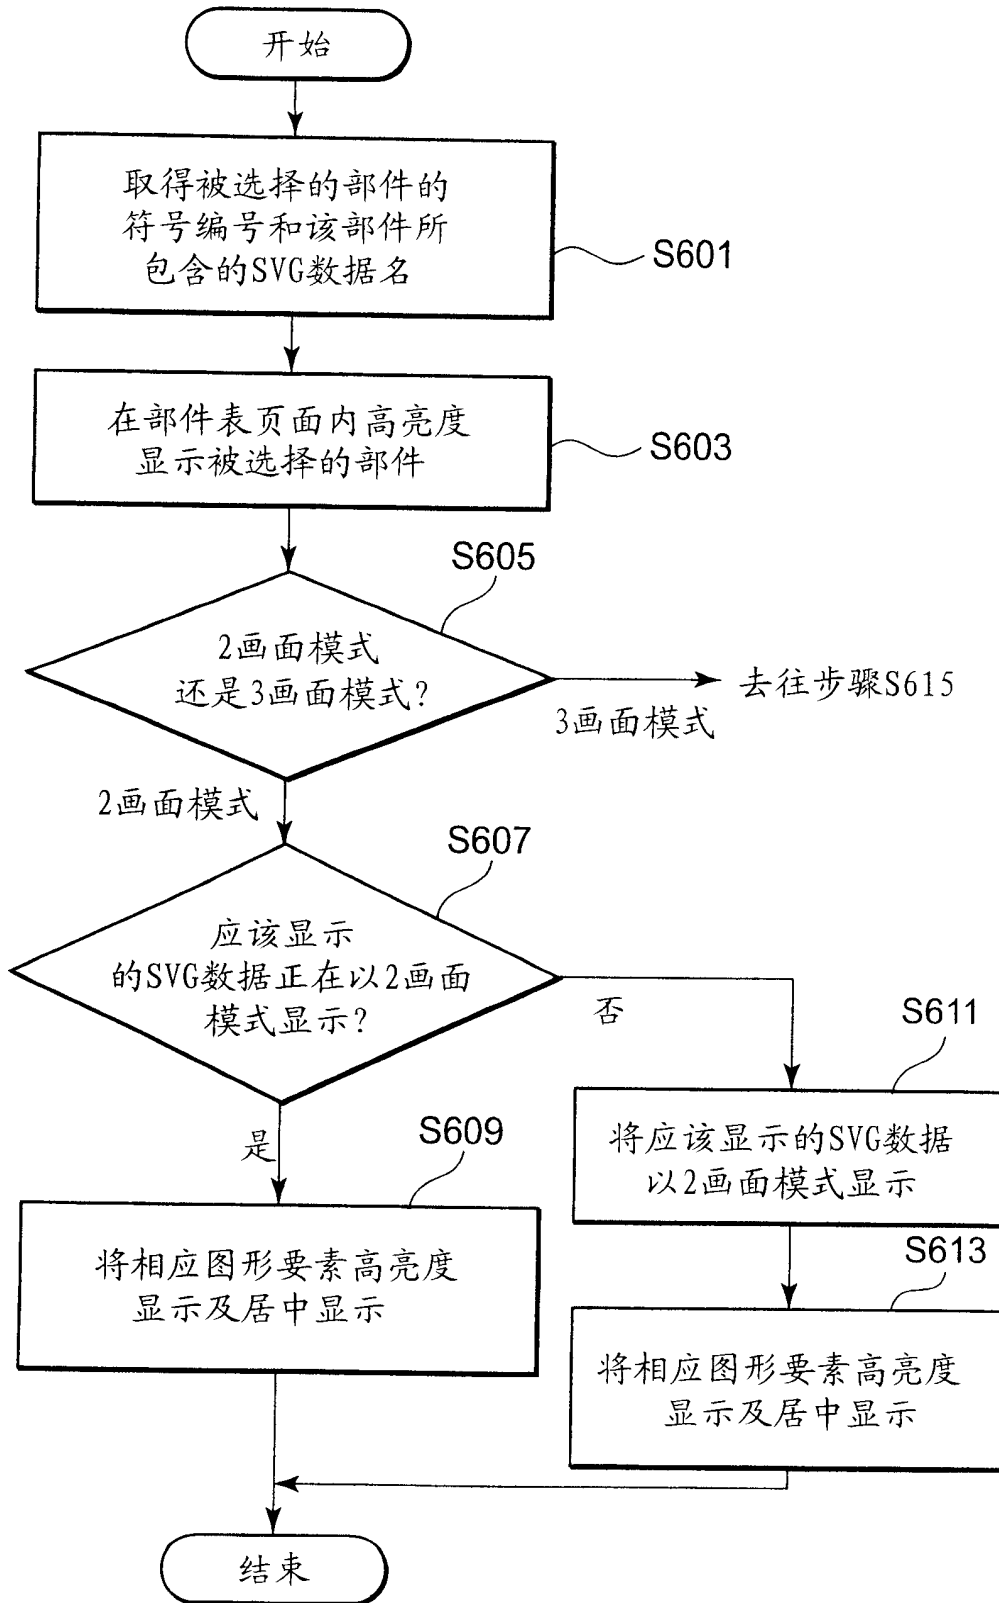 开始
取得被选择的部件的
符号编号和该部件所
包含的SVG数据名
S601
在部件表页面内高亮度
显示被选择的部件
S603
S605
2画面模式
还是3画面模式?
去往步骤S615
3画面模式
2画面模式
S607
应该显示
的SVG数据正在以2画面
模式显示?
否
S611
将应该显示的SVG数据
以2画面模式显示
是
S609
将相应图形要素高亮度
显示及居中显示
S613
将相应图形要素高亮度
显示及居中显示
结束